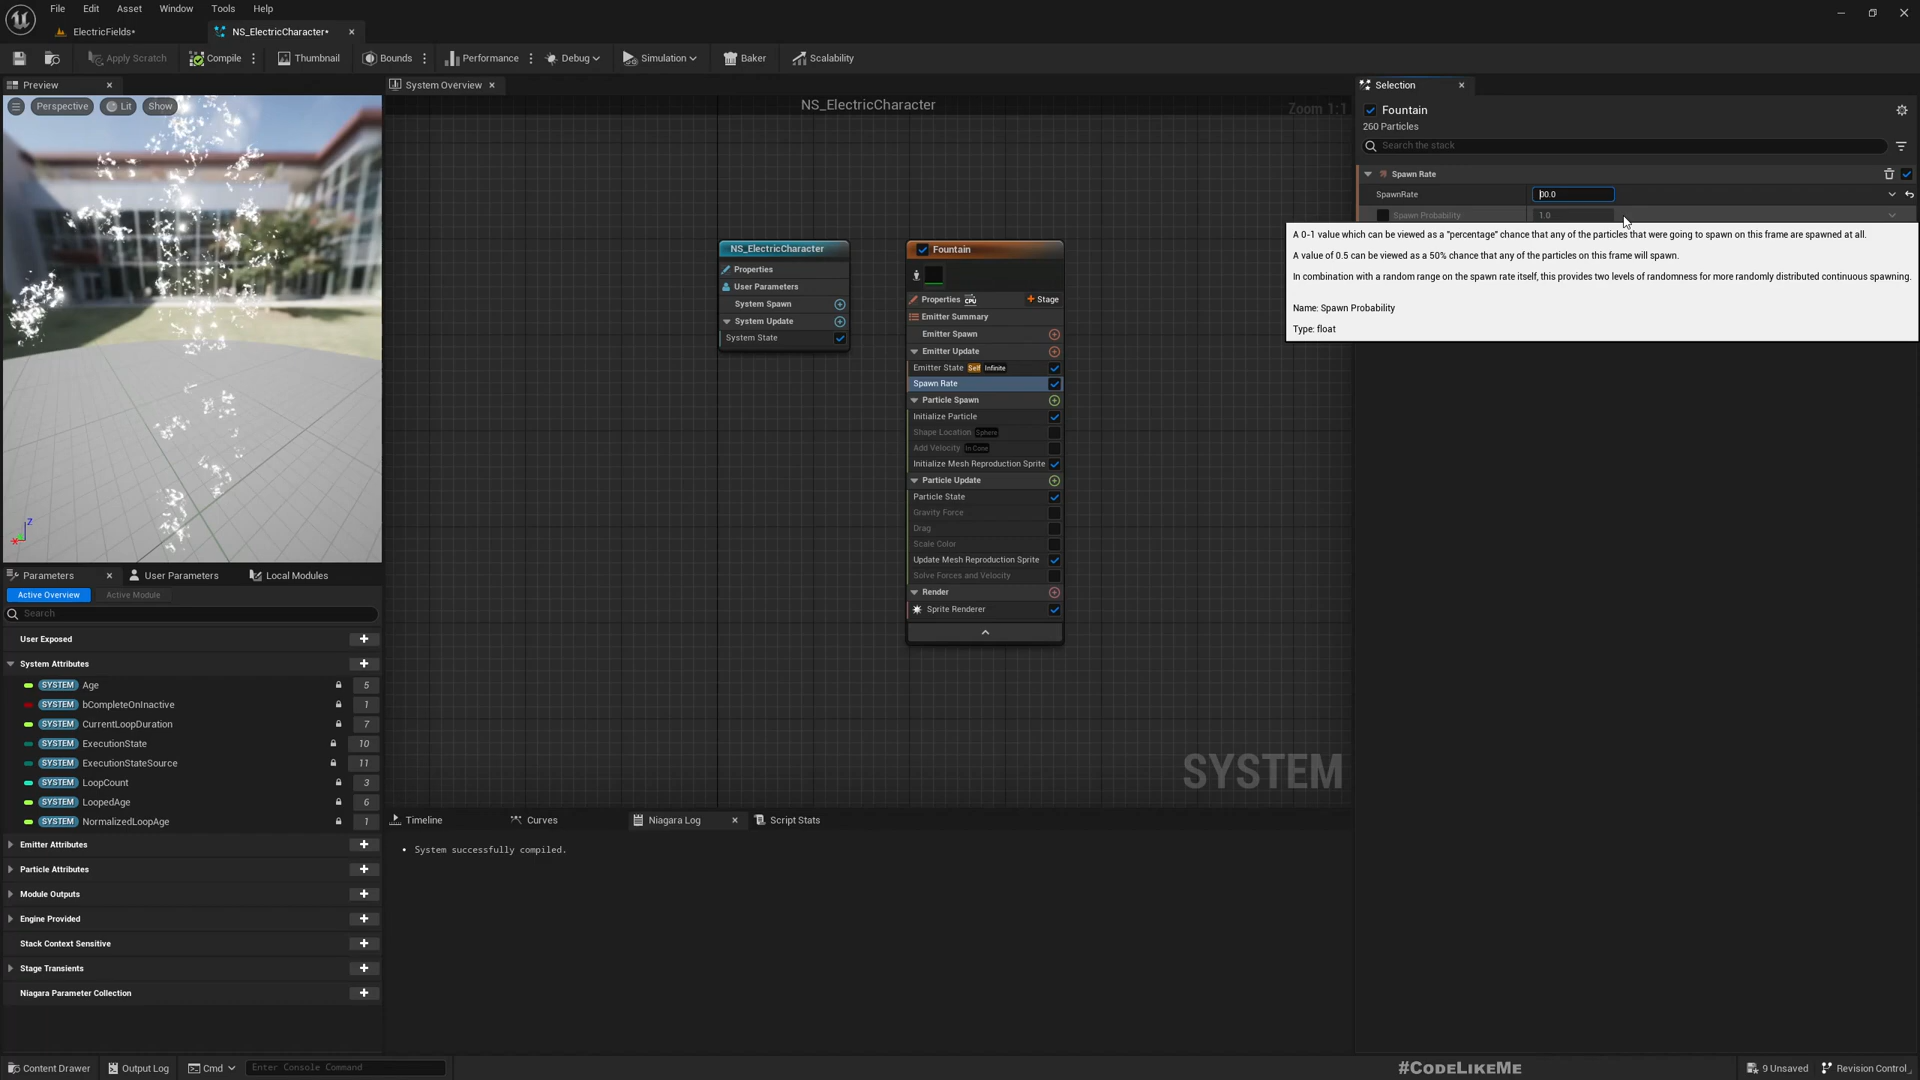 File Edit Asset Window Tools Help
ElectricFields*
NS_ElectricCharacter*
Apply Scratch
Compile
Thumbnail
Bounds
Performance
Debug
Simulation
Baker
Scalability
Preview
Perspective
Lit
Show
Z
System Overview
NS_ElectricCharacter
Zoom 1:1
NS_ElectricCharacter
Properties
User Parameters
System Spawn
System Update
System State
Fountain
Properties
CPU
Stage
Emitter Summary
Emitter Spawn
Emitter Update
Emitter State Self Infinite
Spawn Rate
Particle Spawn
Initialize Particle
Shape Location Sphere
Add Velocity In Cone
Initialize Mesh Reproduction Sprite
Particle Update
Particle State
Gravity Force
Drag
Scale Color
Update Mesh Reproduction Sprite
Solve Forces and Velocity
Render
Sprite Renderer
SYSTEM
Selection
Fountain
260 Particles
Search the stack
Spawn Rate
SpawnRate
00.0
Spawn Probability
1.0
A 0-1 value which can be viewed as a "percentage" chance that any of the particles that were going to spawn on this frame are spawned at all.
A value of 0.5 can be viewed as a 50% chance that any of the particles on this frame will spawn.
In combination with a random range on the spawn rate itself, this provides two levels of randomness for more randomly distributed continuous spawning.
Name: Spawn Probability
Type: float
Parameters
User Parameters
Local Modules
Active Overview
Active Module
Search
User Exposed
System Attributes
SYSTEM Age 5
SYSTEM bCompleteOnInactive 1
SYSTEM CurrentLoopDuration 7
SYSTEM ExecutionState 10
SYSTEM ExecutionStateSource 11
SYSTEM LoopCount 3
SYSTEM LoopedAge 6
SYSTEM NormalizedLoopAge 1
Emitter Attributes
Particle Attributes
Module Outputs
Engine Provided
Stack Context Sensitive
Stage Transients
Niagara Parameter Collection
Timeline
Curves
Niagara Log
Script Stats
• System successfully compiled.
Content Drawer
Output Log
Cmd
Enter Console Command
#CodeLikeMe
9 Unsaved
Revision Control